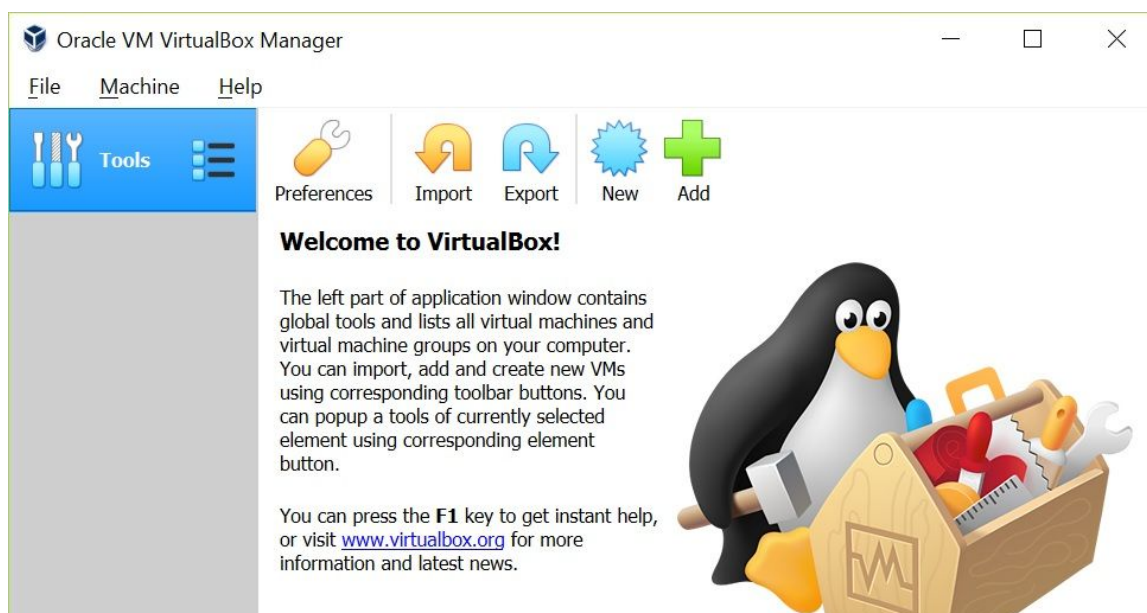 Oracle VM VirtualBox Manager
File Machine Help
Tools
Preferences Import Export New Add
Welcome to VirtualBox!
The left part of application window contains
global tools and lists all virtual machines and
virtual machine groups on your computer.
You can import, add and create new VMs
using corresponding toolbar buttons. You
can popup a tools of currently selected
element using corresponding element
button.
You can press the F1 key to get instant help,
or visit www.virtualbox.org for more
information and latest news.